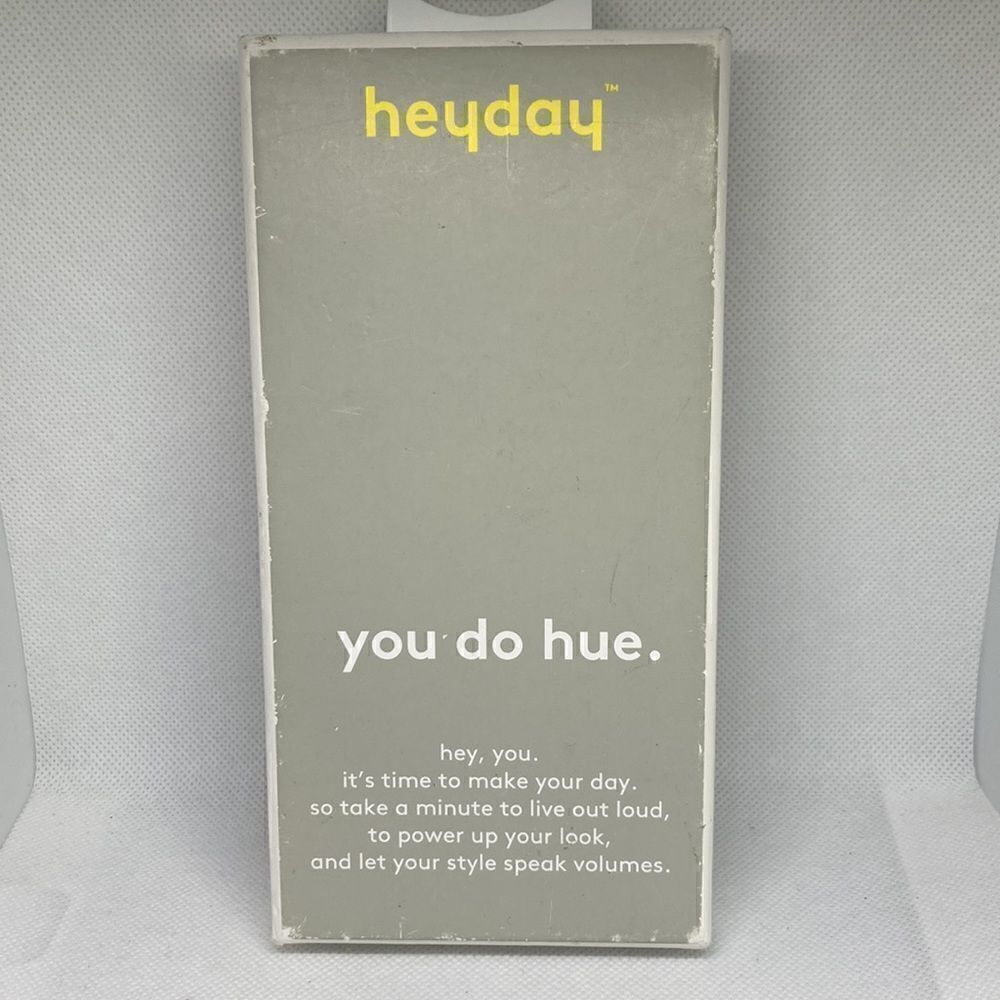 heyday™
you do hue.
hey, you.
it's time to make your day.
so take a minute to live out loud,
to power up your look,
and let your style speak volumes.